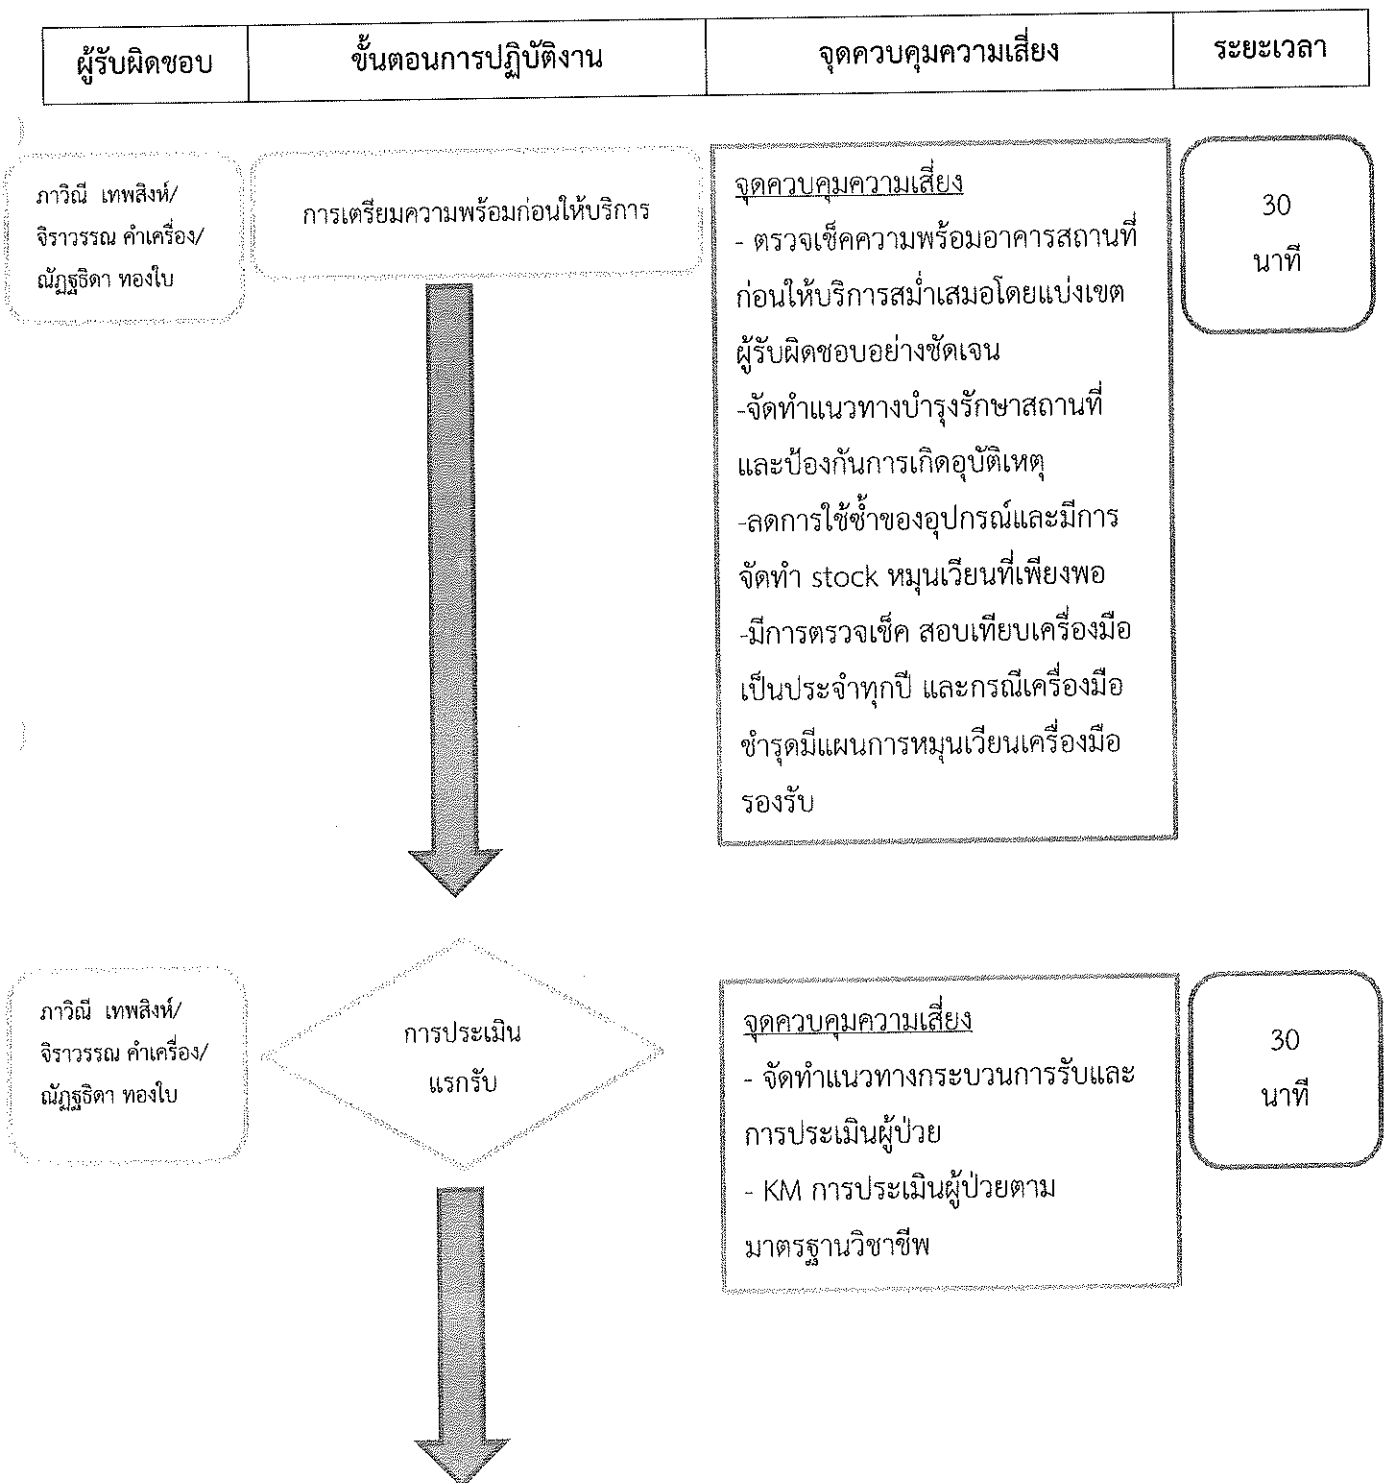 ผู้รับผิดชอบ ขั้นตอนการปฏิบัติงาน จุดควบคุมความเสี่ยง ระยะเวลา
ภาวิณี เทพสิงห์/
จิราวรรณ คำเครื่อง/
ณัฏฐธิดา ทองใบ
การเตรียมความพร้อมก่อนให้บริการ
จุดควบคุมความเสี่ยง
- ตรวจเช็คความพร้อมอาคารสถานที่
ก่อนให้บริการสม่ำเสมอโดยแบ่งเขต
ผู้รับผิดชอบอย่างชัดเจน
-จัดทำแนวทางบำรุงรักษาสถานที่
และป้องกันการเกิดอุบัติเหตุ
-ลดการใช้ซ้ำของอุปกรณ์และมีการ
จัดทำ stock หมุนเวียนที่เพียงพอ
-มีการตรวจเช็ค สอบเทียบเครื่องมือ
เป็นประจำทุกปี และกรณีเครื่องมือ
ชำรุดมีแผนการหมุนเวียนเครื่องมือ
รองรับ
30
นาที
ภาวิณี เทพสิงห์/
จิราวรรณ คำเครื่อง/
ณัฏฐธิดา ทองใบ
การประเมิน
แรกรับ
จุดควบคุมความเสี่ยง
- จัดทำแนวทางกระบวนการรับและ
การประเมินผู้ป่วย
- KM การประเมินผู้ป่วยตาม
มาตรฐานวิชาชีพ
30
นาที